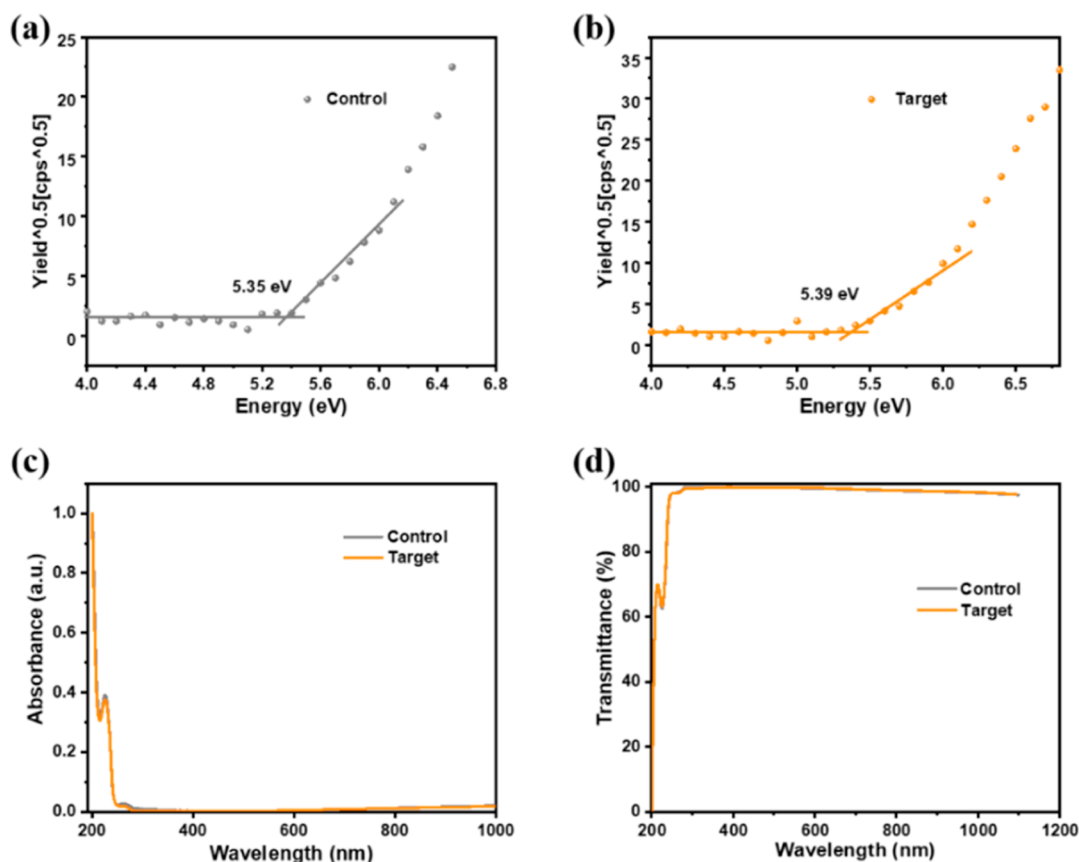 (a)
25
20
15
10
5
0
Yield^0.5[cps^0.5]
Control
5.35 eV
4.0 4.4 4.8 5.2 5.6 6.0 6.4 6.8
Energy (eV)
(b)
35
30
25
20
15
10
5
0
Yield^0.5[cps^0.5]
Target
5.39 eV
4.0 4.5 5.0 5.5 6.0 6.5
Energy (eV)
(c)
1.0
0.8
0.6
0.4
0.2
0.0
Absorbance (a.u.)
Control
Target
200 400 600 800 1000
Wavelength (nm)
(d)
100
80
60
40
20
0
Transmittance (%)
Control
Target
200 400 600 800 1000 1200
Wavelength (nm)